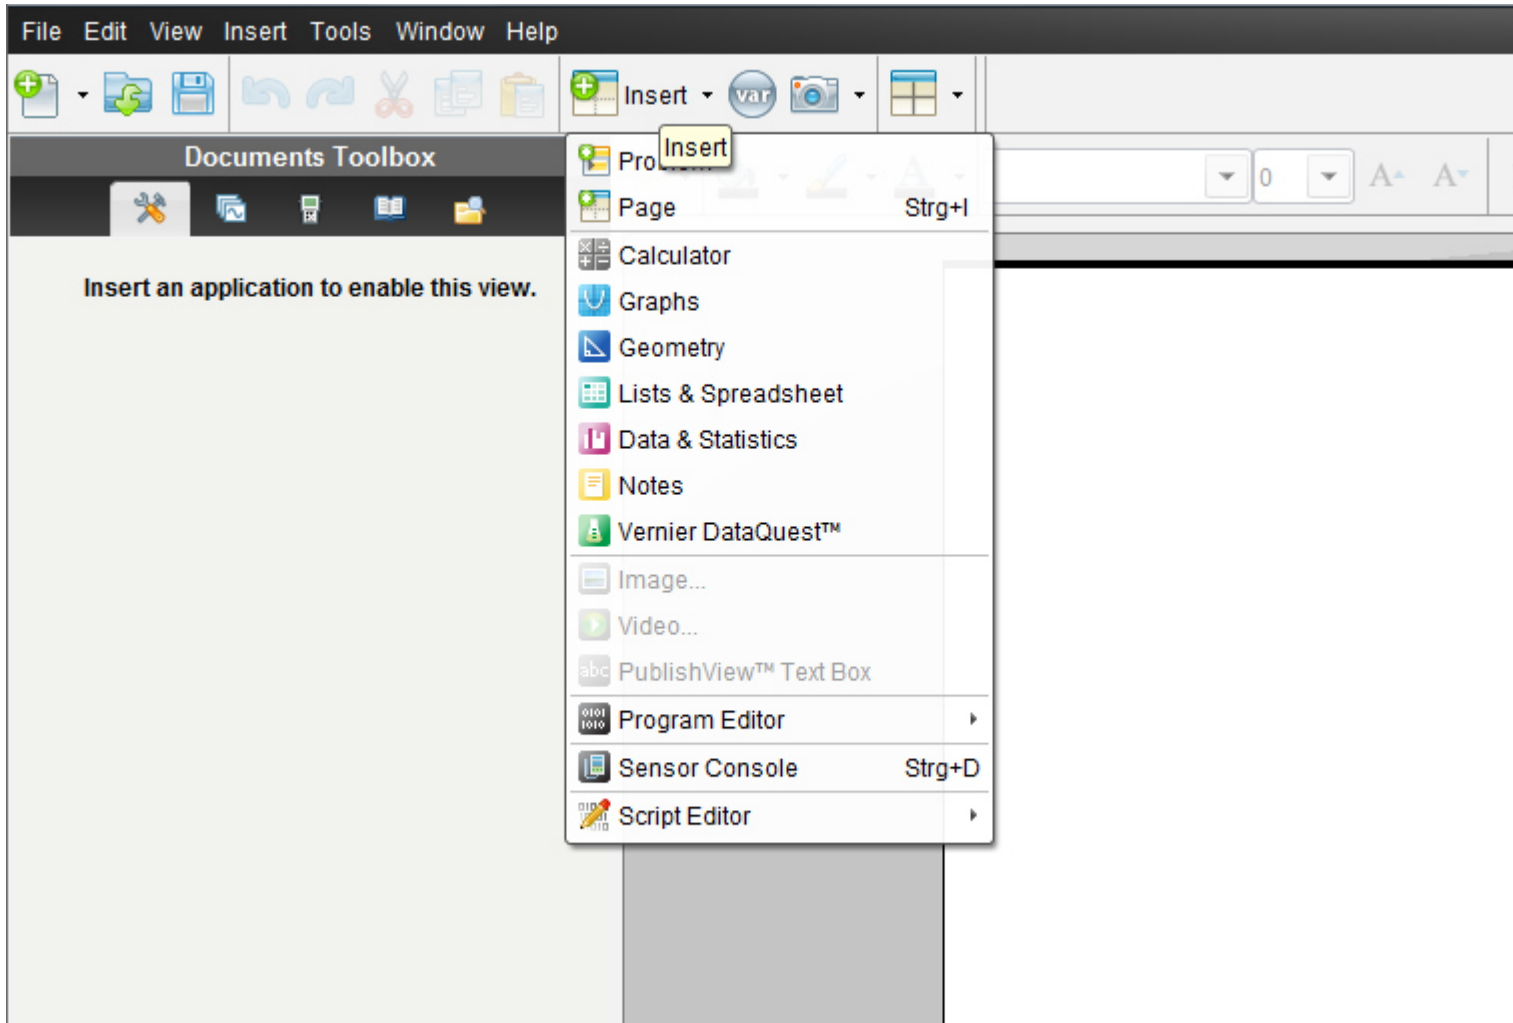 File Edit View Insert Tools Window Help
Insert
var
Insert
Documents Toolbox
Insert an application to enable this view.
0
A A
Page Strg+I
Calculator
Graphs
Geometry
Lists & Spreadsheet
Data & Statistics
Notes
Vernier DataQuest™
Image...
Video...
abc PublishView™ Text Box
Program Editor
Sensor Console Strg+D
Script Editor